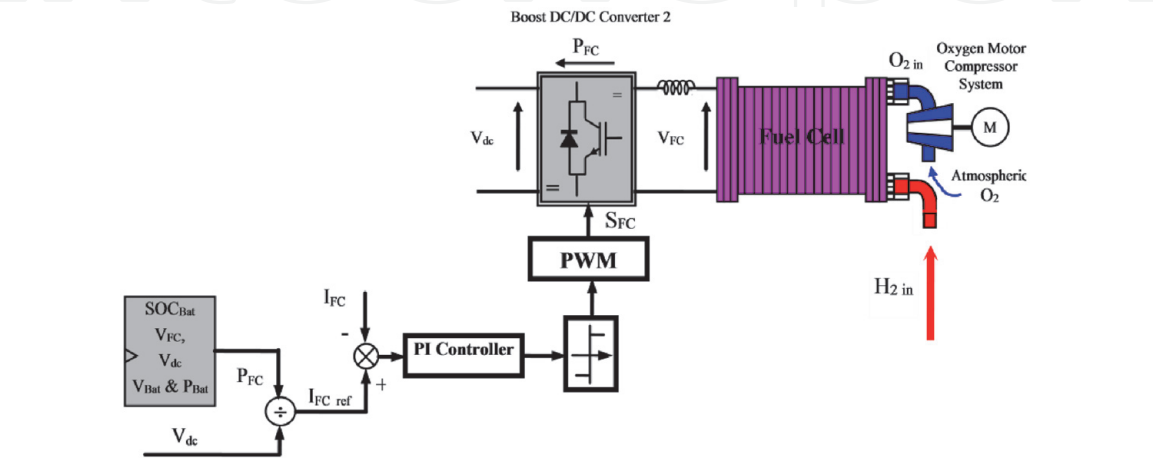 Boost DC/DC Converter 2
PFC
O2 in
Oxygen Motor
Compressor
System
=
Vdc
VFC
Fuel Cell
M
=
Atmospheric
O2
SFC
PWM
H2 in
SOCBat
VFC,
Vdc
VBat & PBat
IFC
-
PI Controller
PFC
IFC ref
+
÷
Vdc